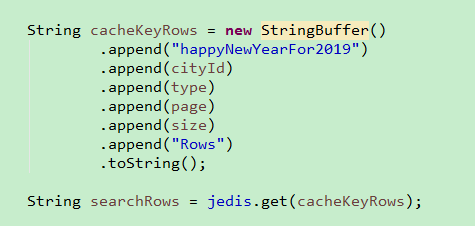 String cacheKeyRows = new StringBuffer()
.append("happyNewYearFor2019")
.append(cityId)
.append(type)
.append(page)
.append(size)
.append("Rows")
.toString();
String searchRows = jedis.get(cacheKeyRows);